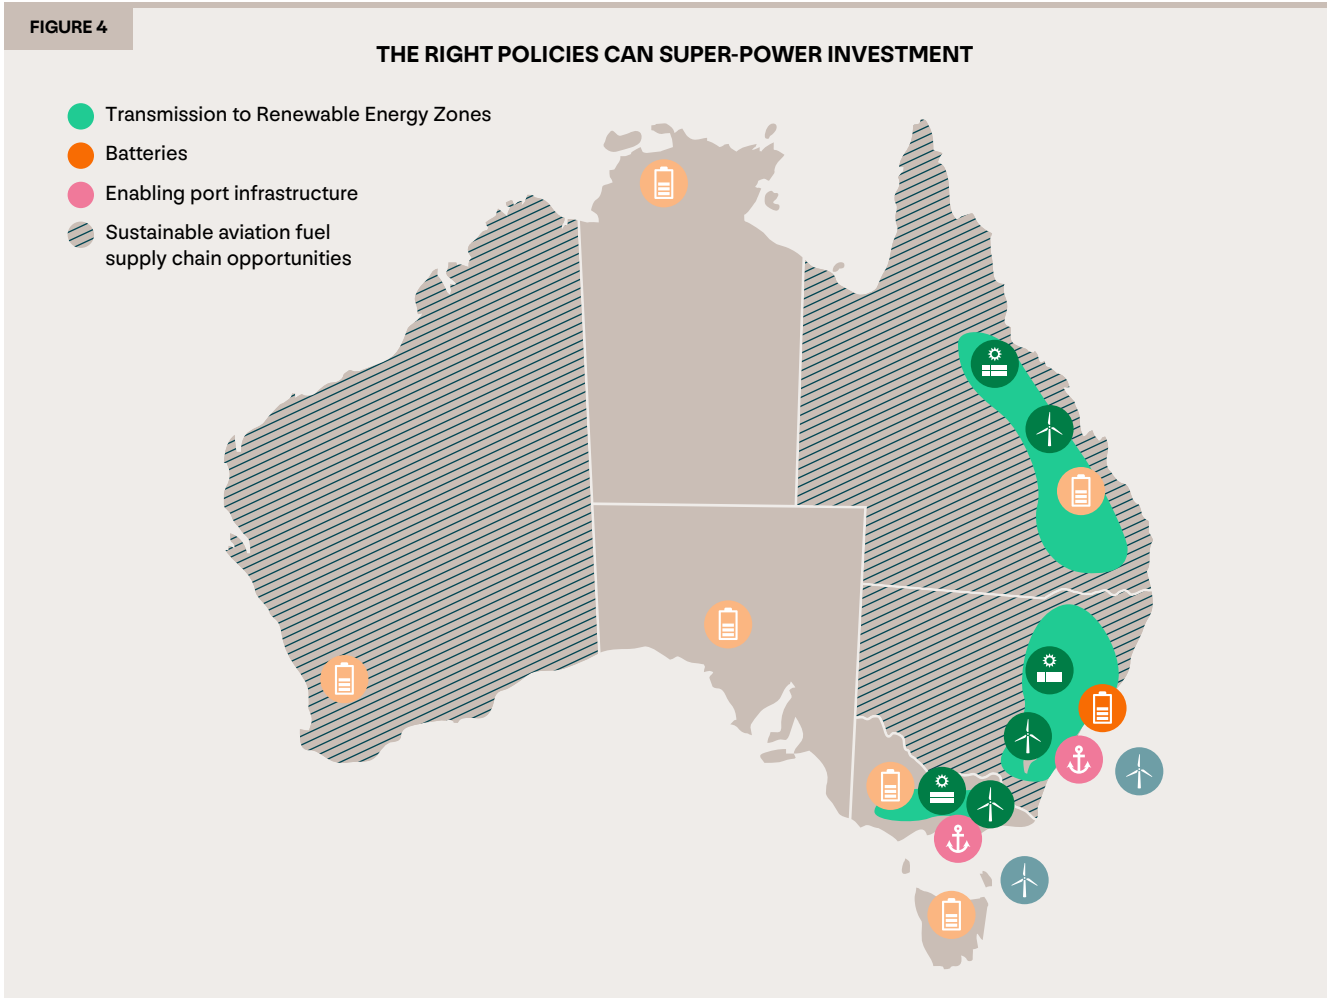 FIGURE 4
THE RIGHT POLICIES CAN SUPER-POWER INVESTMENT
Transmission to Renewable Energy Zones
Batteries
Enabling port infrastructure
Sustainable aviation fuel
supply chain opportunities